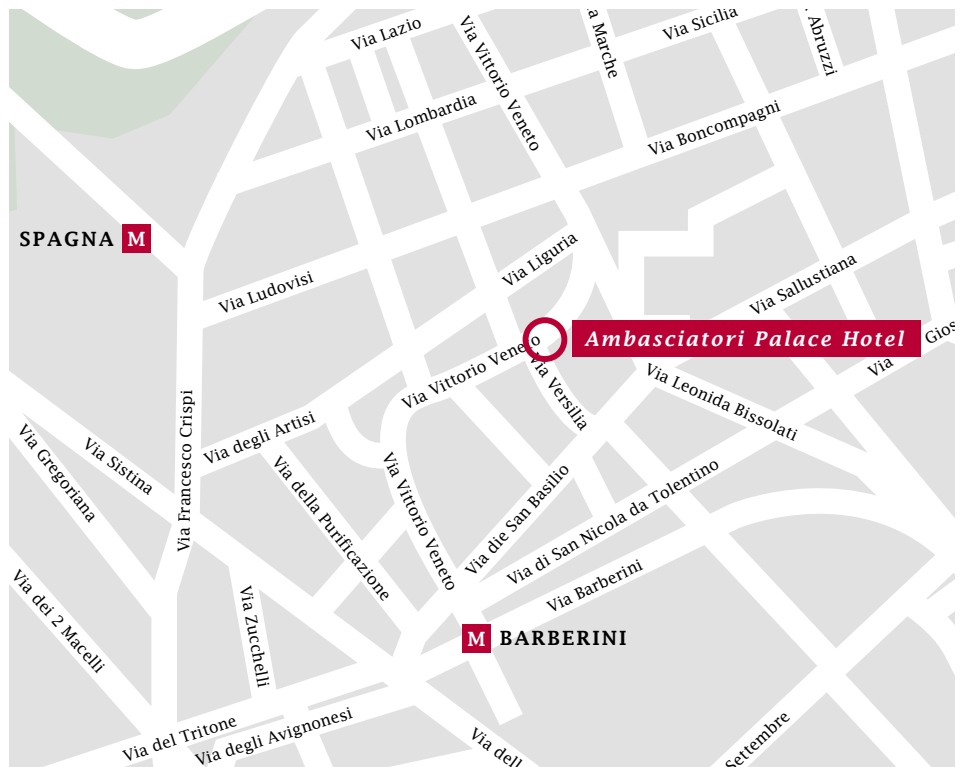 Via Lazio
Via Vittorio Veneto
a Marche
Via Sicilia
. Abruzzi
Via Lombardia
Via Boncompagni
SPAGNA M
Via Liguria
Via Ludovisi
Via Sallustiana
Ambasciatori Palace Hotel
Via Gios
Via Vittorio Veneto
Via Versilia
Via Leonida Bissolati
Via Francesco Crispi
Via degli Artisi
Via Gregoriana
Via Sistina
Via della Purificazione
Via Vittorio Veneto
Via die San Basilio
Via di San Nicola da Tolentino
Via Barberini
Via dei 2 Macelli
Via Zucchelli
M BARBERINI
Via del Tritone
Via degli Avignonesi
Via dell
Settembre